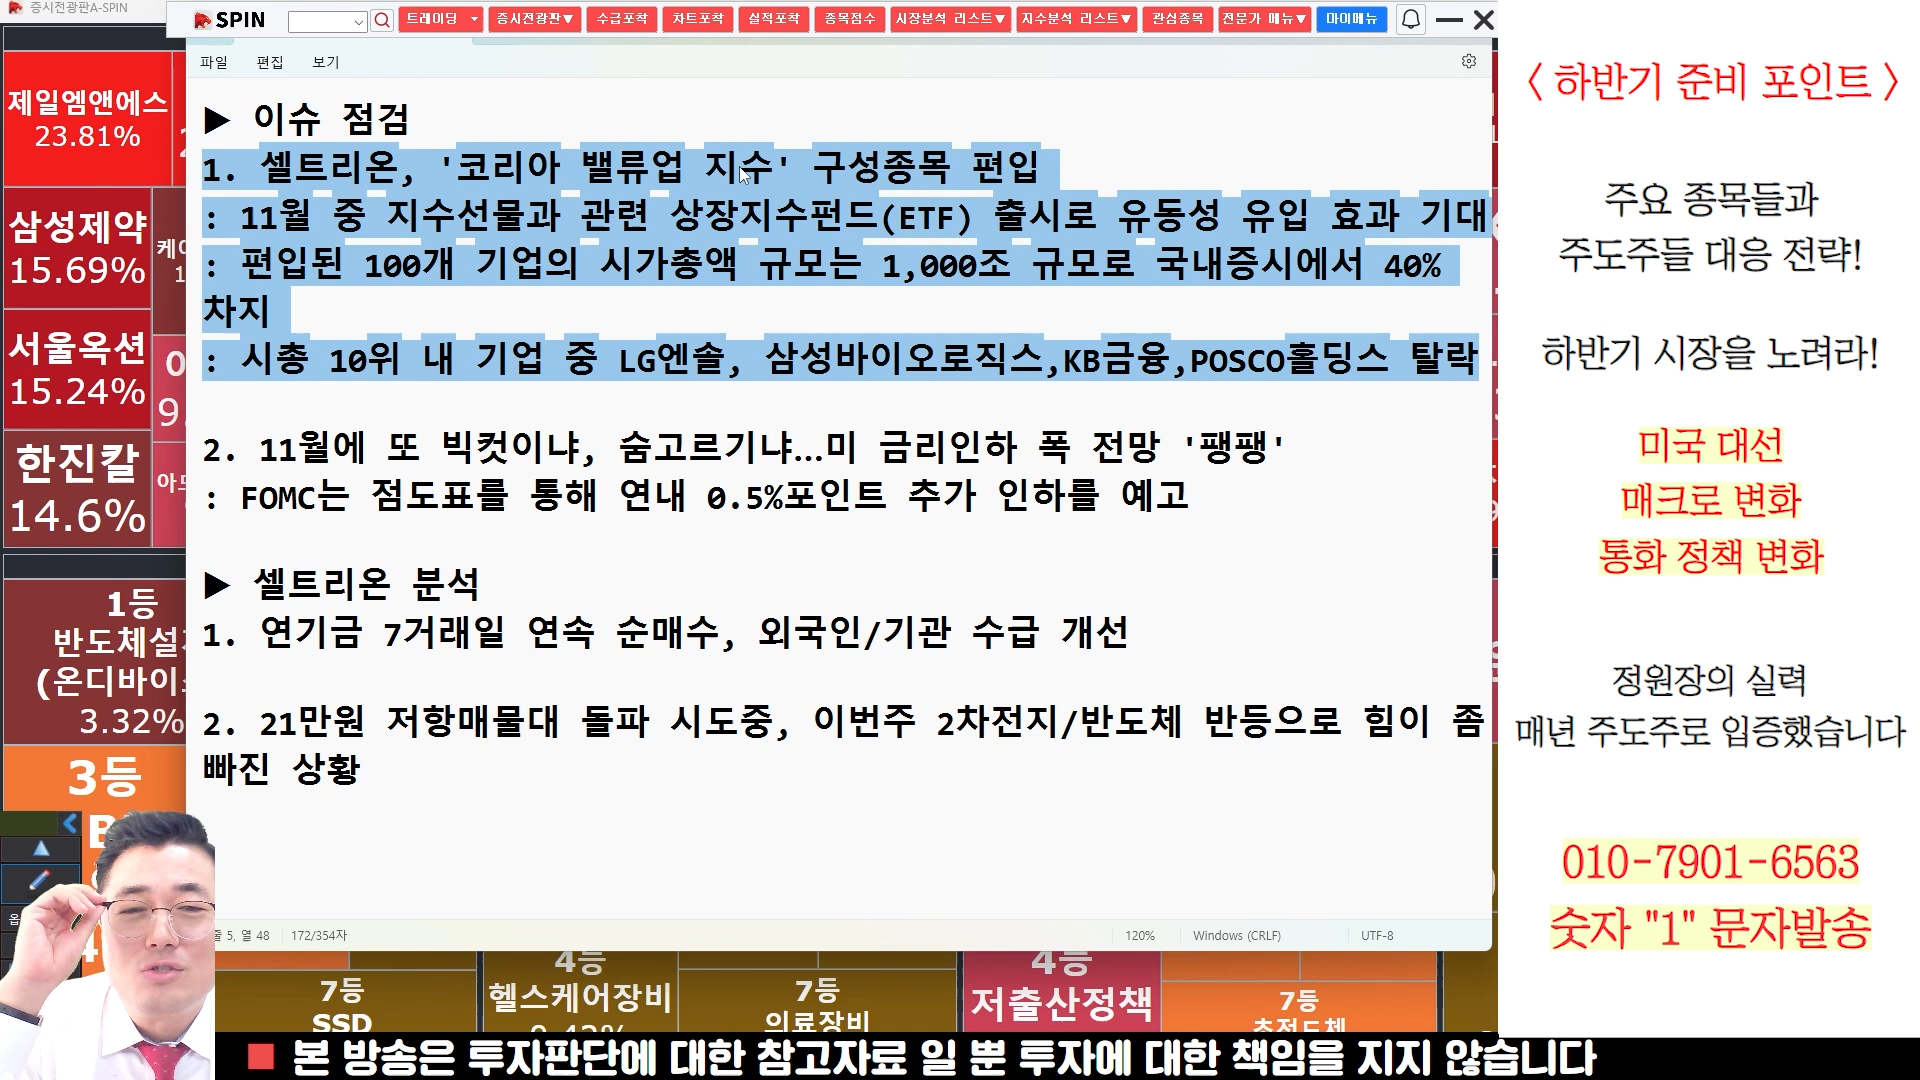 증시전광판A-SPIN
SPIN
트레이딩
증시전광판▼
수급포착
차트포착
실적포착
종목점수
시장분석 리스트▼
지수분석 리스트▼
관심종목
전문가 메뉴▼
마이메뉴
파일
편집
보기
▶ 이슈 점검
1. 셀트리온, '코리아 밸류업 지수' 구성종목 편입
: 11월 중 지수선물과 관련 상장지수펀드(ETF) 출시로 유동성 유입 효과 기대
: 편입된 100개 기업의 시가총액 규모는 1,000조 규모로 국내증시에서 40%
차지
: 시총 10위 내 기업 중 LG엔솔, 삼성바이오로직스,KB금융,POSCO홀딩스 탈락
2. 11월에 또 빅컷이냐, 숨고르기냐…미 금리인하 폭 전망 '팽팽'
: FOMC는 점도표를 통해 연내 0.5%포인트 추가 인하를 예고
▶ 셀트리온 분석
1. 연기금 7거래일 연속 순매수, 외국인/기관 수급 개선
2. 21만원 저항매물대 돌파 시도중, 이번주 2차전지/반도체 반등으로 힘이 좀
빠진 상황
줄 5, 열 48
172/354자
120%
Windows (CRLF)
UTF-8
제일엠앤에스
23.81%
삼성제약
15.69%
서울옥션
15.24%
한진칼
14.6%
1등
반도체설
(온디바이
3.32%
3등
7등
SSD
4등
헬스케어장비
7등
의료장비
4등
저출산정책
7등
초전도체
〈 하반기 준비 포인트 〉
주요 종목들과
주도주들 대응 전략!
하반기 시장을 노려라!
미국 대선
매크로 변화
통화 정책 변화
정원장의 실력
매년 주도주로 입증했습니다
010-7901-6563
숫자 "1" 문자발송
본 방송은 투자판단에 대한 참고자료 일 뿐 투자에 대한 책임을 지지 않습니다